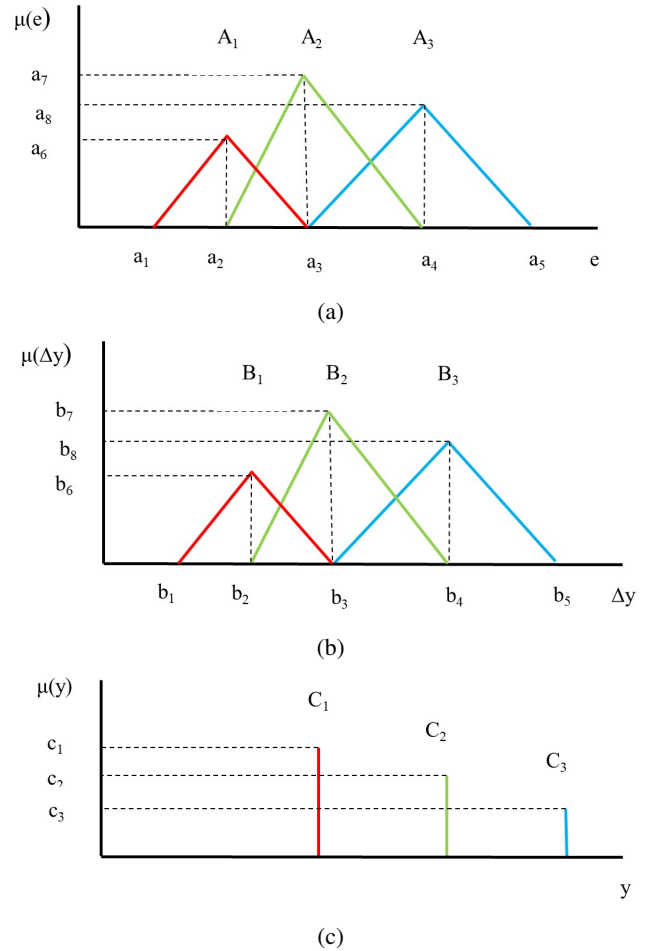 μ(e)
A₁ A₂ A₃
a₇
a₈
a₆
a₁ a₂ a₃ a₄ a₅ e
(a)
μ(Δy)
B₁ B₂ B₃
b₇
b₈
b₆
b₁ b₂ b₃ b₄ b₅ Δy
(b)
μ(y)
C₁
C₂
C₃
c₁
c₂
c₃
y
(c)